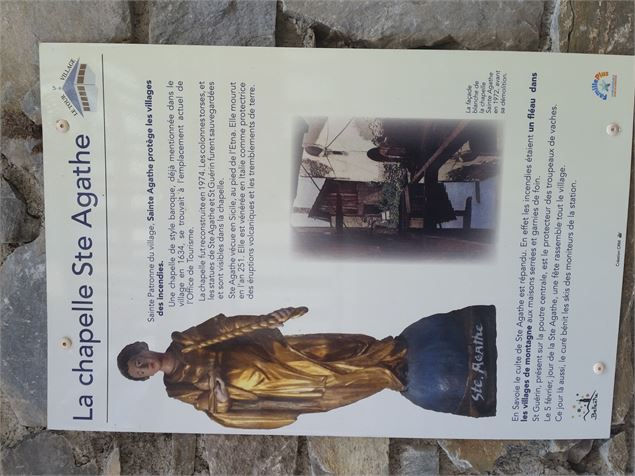 LE TOUR VILLAGE
La chapelle Ste Agathe
Sainte Patronne du village, Sainte Agathe protège les villages
des incendies.
Une chapelle de style baroque, déjà mentionnée dans le
village en 1634, se trouvait à l'emplacement actuel de
l'Office de Tourisme.
La chapelle fut reconstruite en 1974. Les colonnes torses, et
les statues de Ste Agathe et St Guérin furent sauvegardées
et sont visibles dans la chapelle.
Ste Agathe vécue en Sicile, au pied de l'Etna. Elle mourut
en l'an 251. Elle est vénérée en Italie comme protectrice
des éruptions volcaniques et les tremblements de terre.
La façade
blanche de
la chapelle
Sainte Agathe
en 1972, avant
sa démolition.
Ste, Agathe
En Savoie le culte de Ste Agathe est répandu. En effet les incendies étaient un fléau dans
les villages de montagne aux maisons serrées et garnies de foin.
St Guérin, présent sur la poutre centrale, est le protecteur des troupeaux de vaches.
Le 5 février, jour de la Ste Agathe, une fête rassemble tout le village.
Ce jour là aussi, le curé bénit les skis des moniteurs de la station.